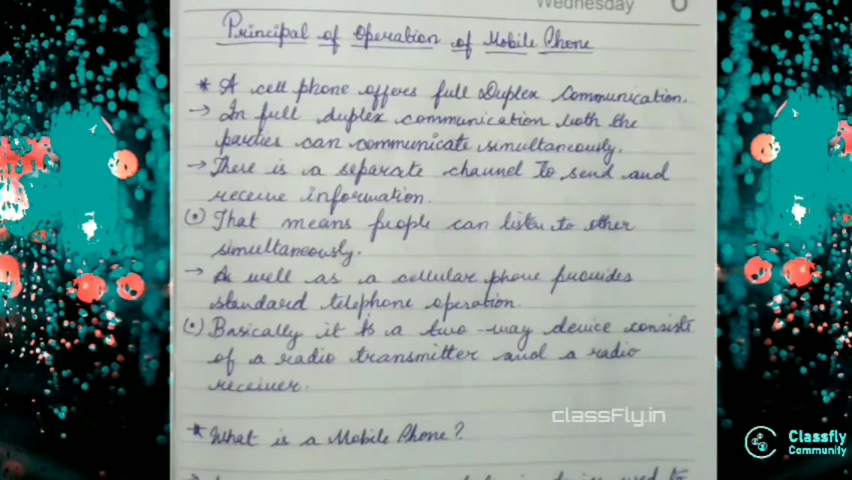 Wednesday
Principal of Operation of Mobile Phone
* A cell phone offers full Duplex Communication.
→ In full duplex communication both the
parties can communicate simultaneously.
→ There is a separate channel To send and
receive information.
(•) That means people can listen to other
simultaneously.
→ As well as a cellular phone provides
standard telephone operation.
(•) Basically it is a two-way device consists
of a radio transmitter and a radio
receiver.
classFly.in
* What is a Mobile Phone?
Classfly
Community